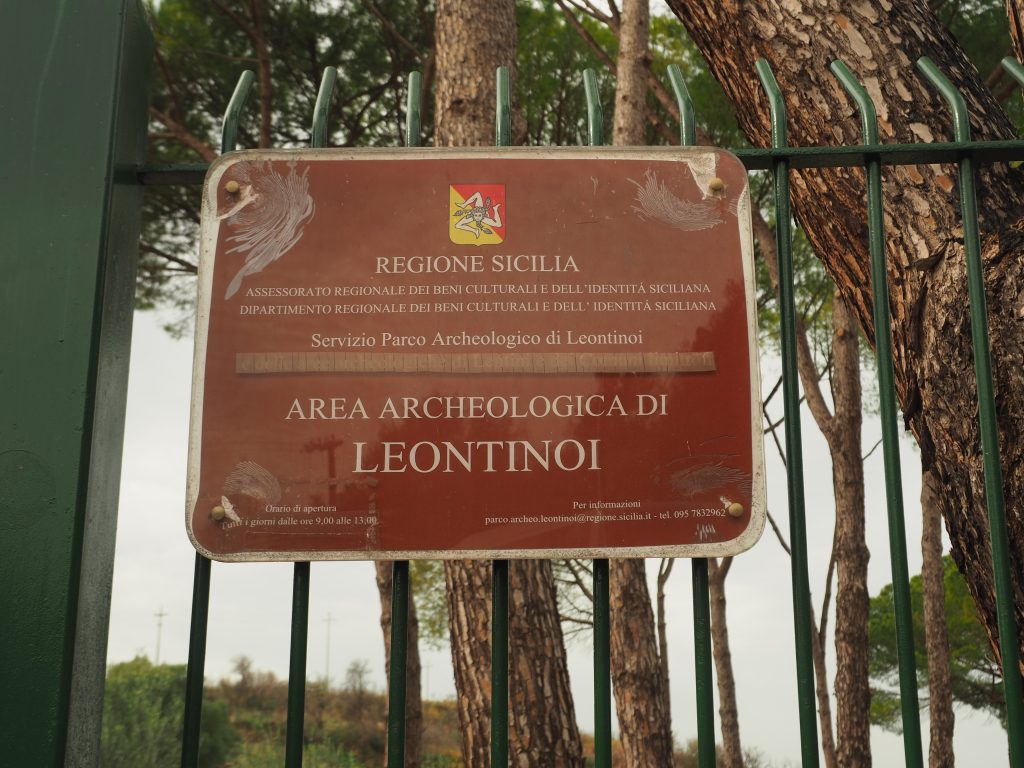 REGIONE SICILIA
ASSESSORATO REGIONALE DEI BENI CULTURALI E DELL'IDENTITÁ SICILIANA
DIPARTIMENTO REGIONALE DEI BENI CULTURALI E DELL' IDENTITÁ SICILIANA
Servizio Parco Archeologico di Leontinoi
AREA ARCHEOLOGICA DI
LEONTINOI
Orario di apertura
Tutti i giorni dalle ore 9,00 alle 13,00
Per informazioni
parco.archeo.leontinoi@regione.sicilia.it - tel. 095 7832962